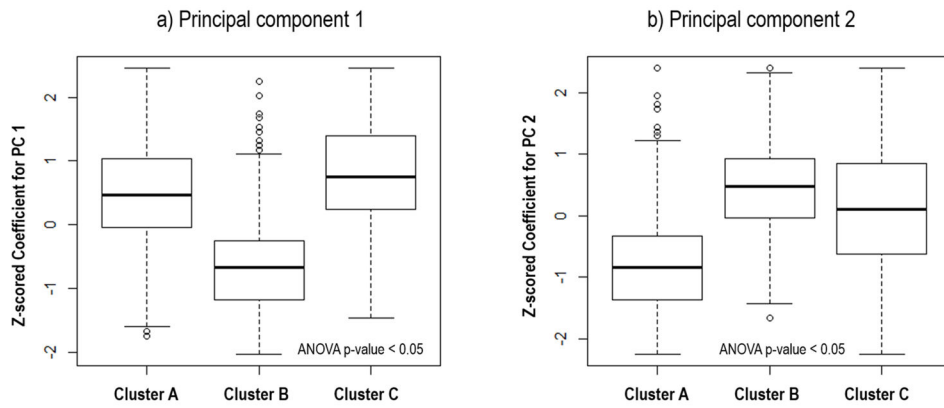 a) Principal component 1
b) Principal component 2
Z-scored Coefficient for PC 1
2
1
0
-1
-2
ANOVA p-value < 0.05
Cluster A
Cluster B
Cluster C
Z-scored Coefficient for PC 2
2
1
0
-1
-2
ANOVA p-value < 0.05
Cluster A
Cluster B
Cluster C